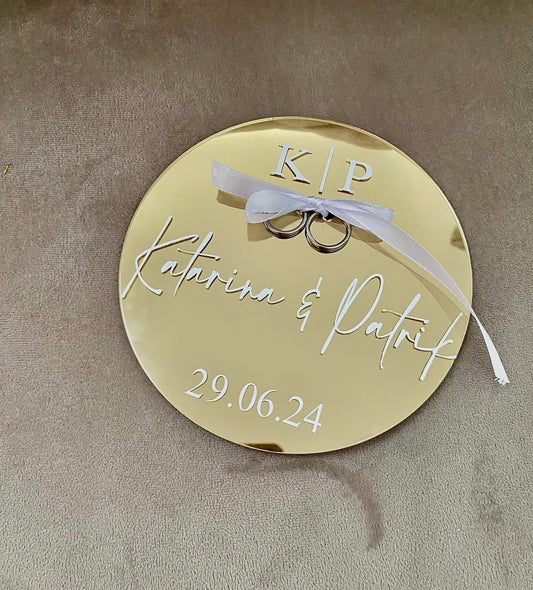 K|P
Katarina & Patrik
29.06.24